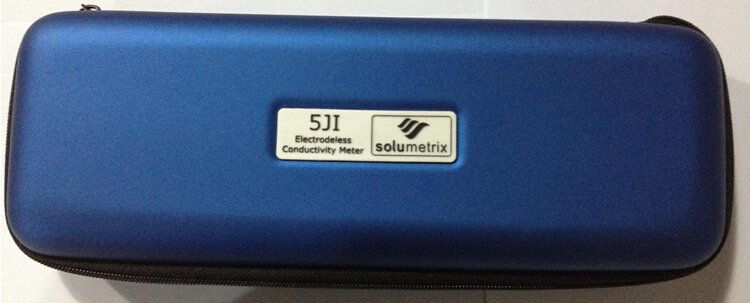 5JI
Electrodeless
Conductivity Meter
solumetrix